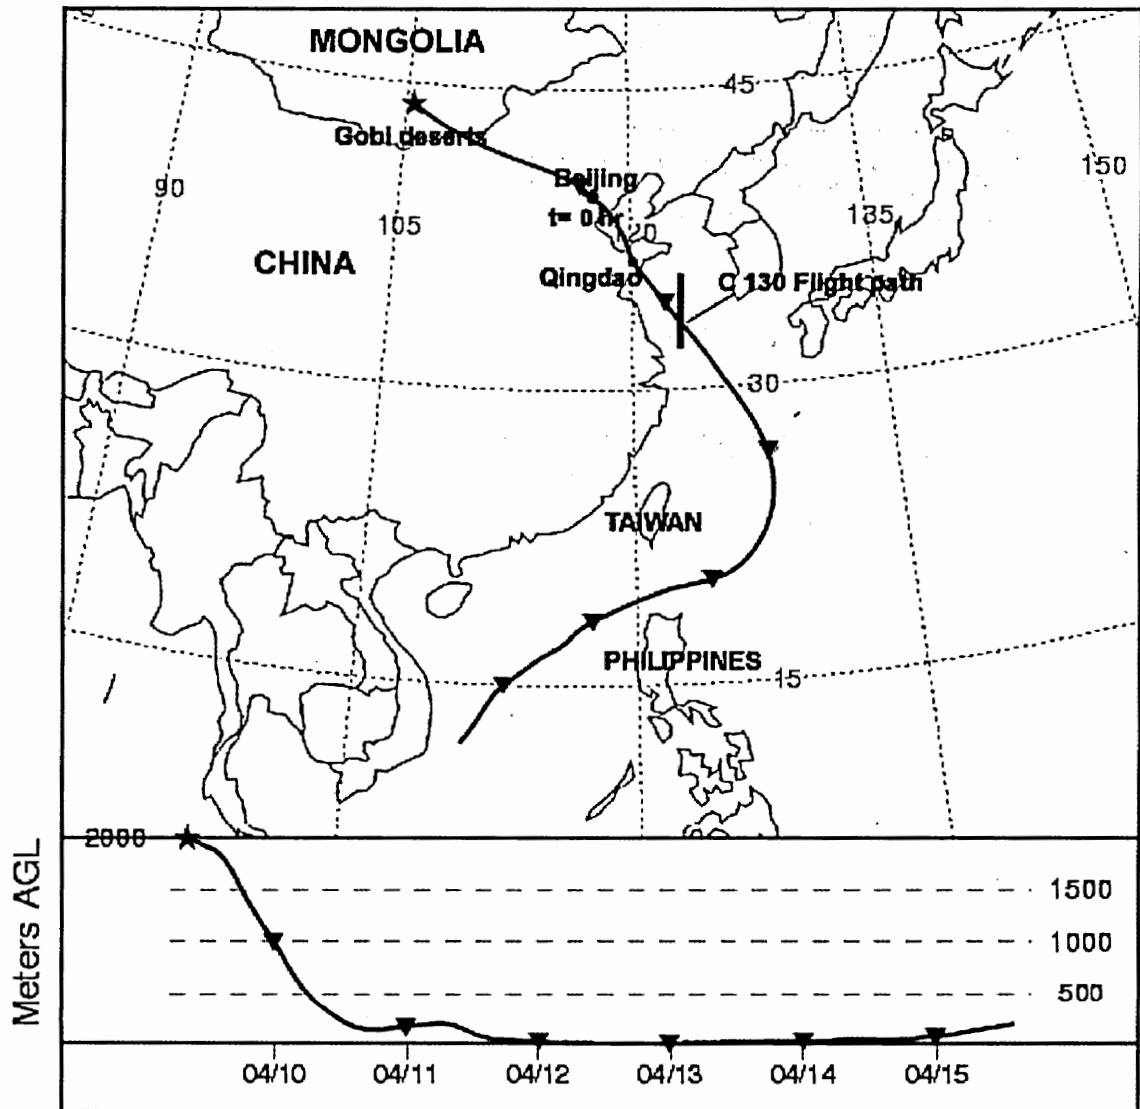 MONGOLIA
45
Gobi deserts
150
Beijing
90
t= 0 hr
135
105
120
CHINA
Qingdao
C 130 Flight path
30
TAIWAN
PHILIPPINES
15
2000
1500
1000
500
Meters AGL
04/10 04/11 04/12 04/13 04/14 04/15